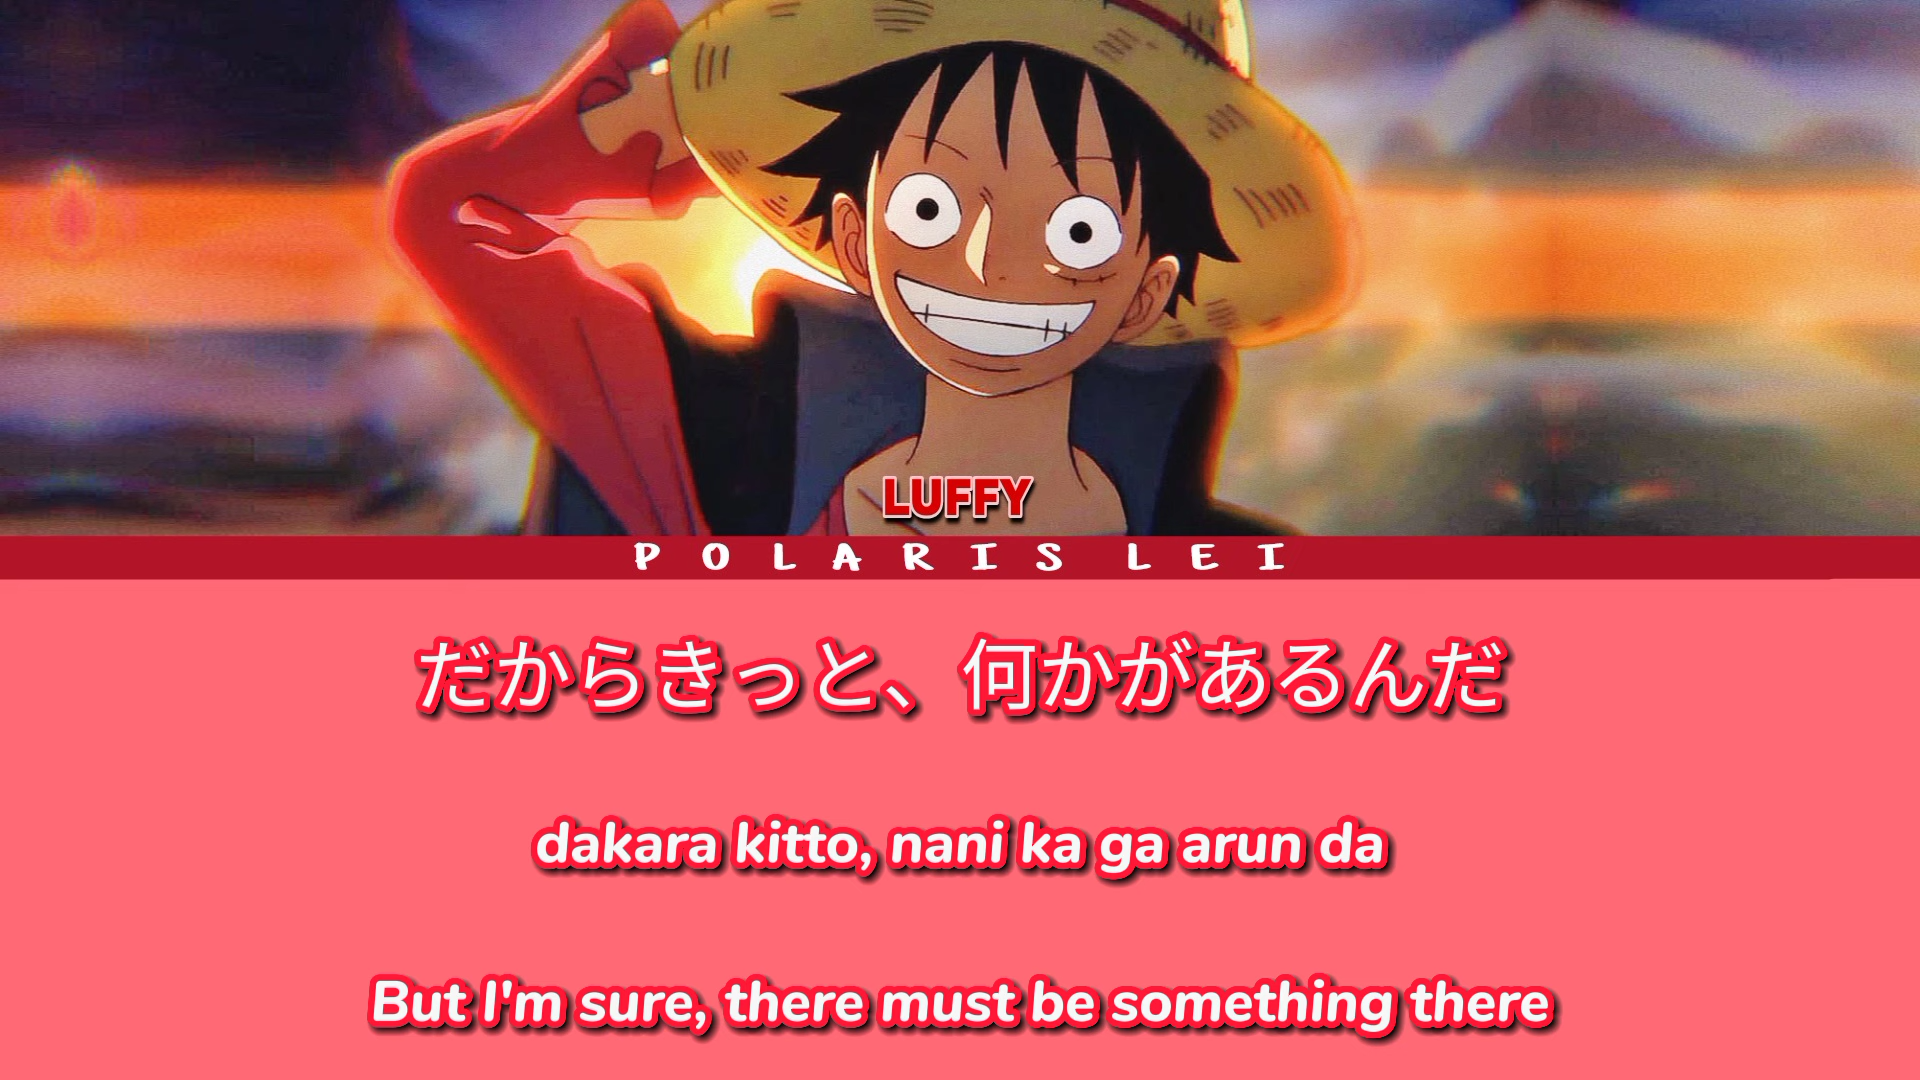 LUFFY
POLARIS LEI
だからきっと、何かがあるんだ
dakara kitto, nani ka ga arun da
But I'm sure, there must be something there